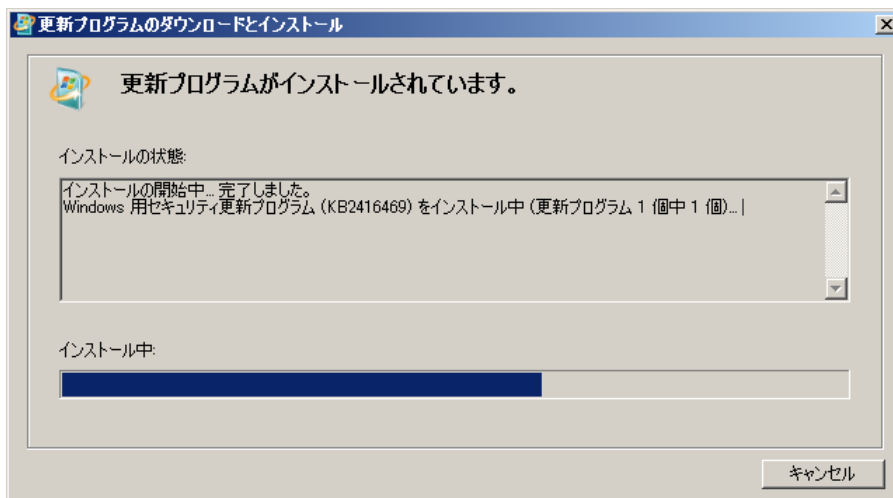 更新プログラムのダウンロードとインストール
更新プログラムがインストールされています。
インストールの状態:
インストールの開始中... 完了しました。
Windows 用セキュリティ更新プログラム (KB2416469) をインストール中 (更新プログラム 1 個中 1 個)... |
インストール中:
キャンセル